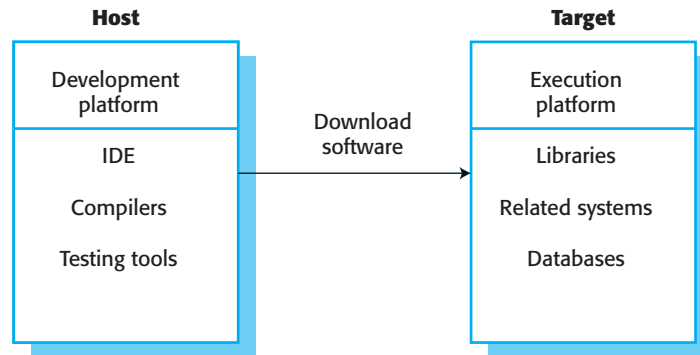 Host
Development
platform
IDE
Compilers
Testing tools
Download
software
Target
Execution
platform
Libraries
Related systems
Databases